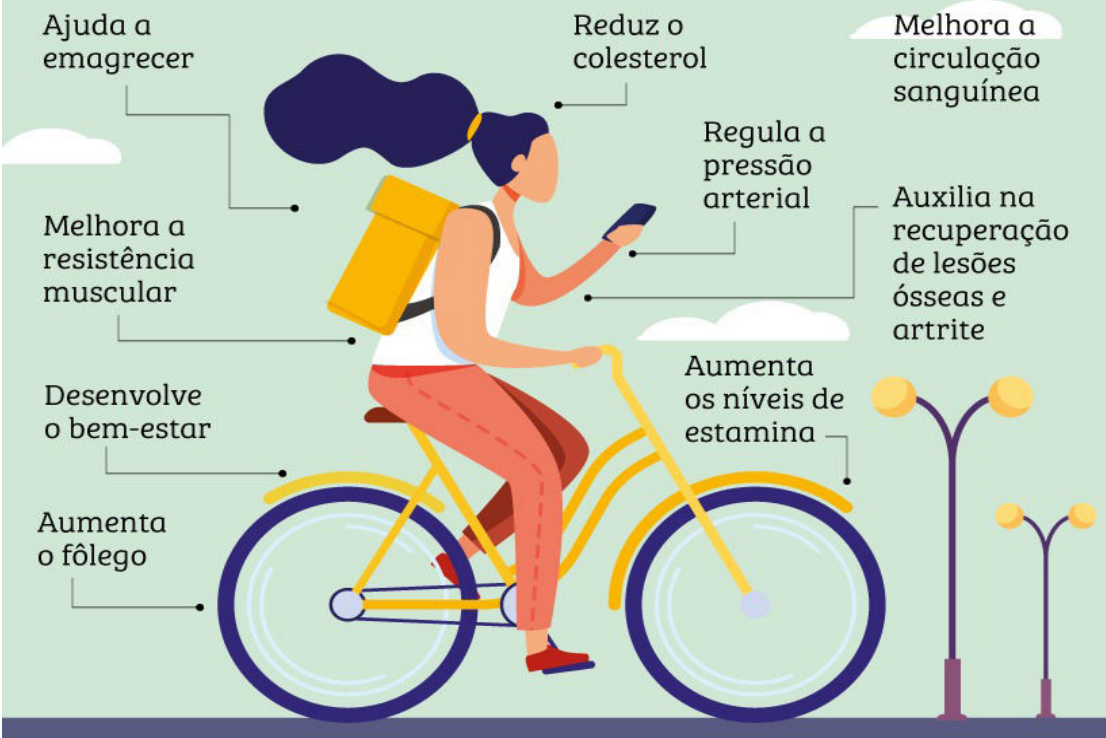 Ajuda a
emagrecer
Reduz o
colesterol
Melhora a
circulação
sanguínea
Regula a
pressão
arterial
Auxilia na
recuperação
de lesões
ósseas e
artrite
Melhora a
resistência
muscular
Aumenta
os níveis de
estamina
Desenvolve
o bem-estar
Aumenta
o fôlego